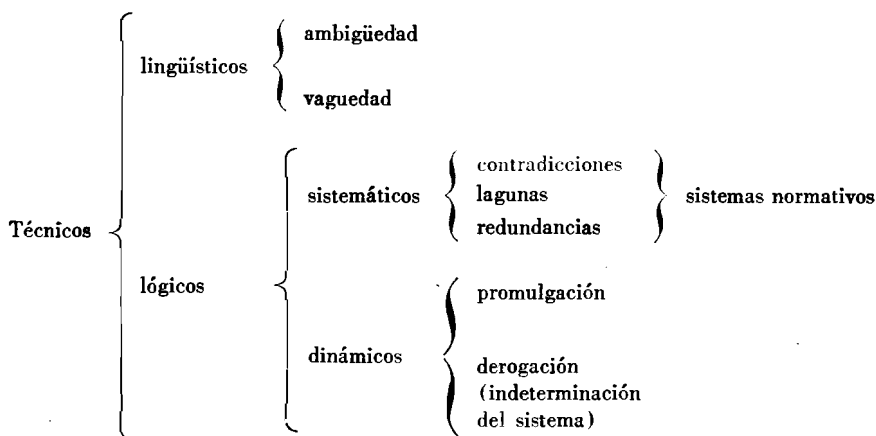 Técnicos
lingüísticos
ambigüedad
vaguedad
lógicos
sistemáticos
contradicciones
lagunas
redundancias
sistemas normativos
dinámicos
promulgación
derogación
(indeterminación
del sistema)